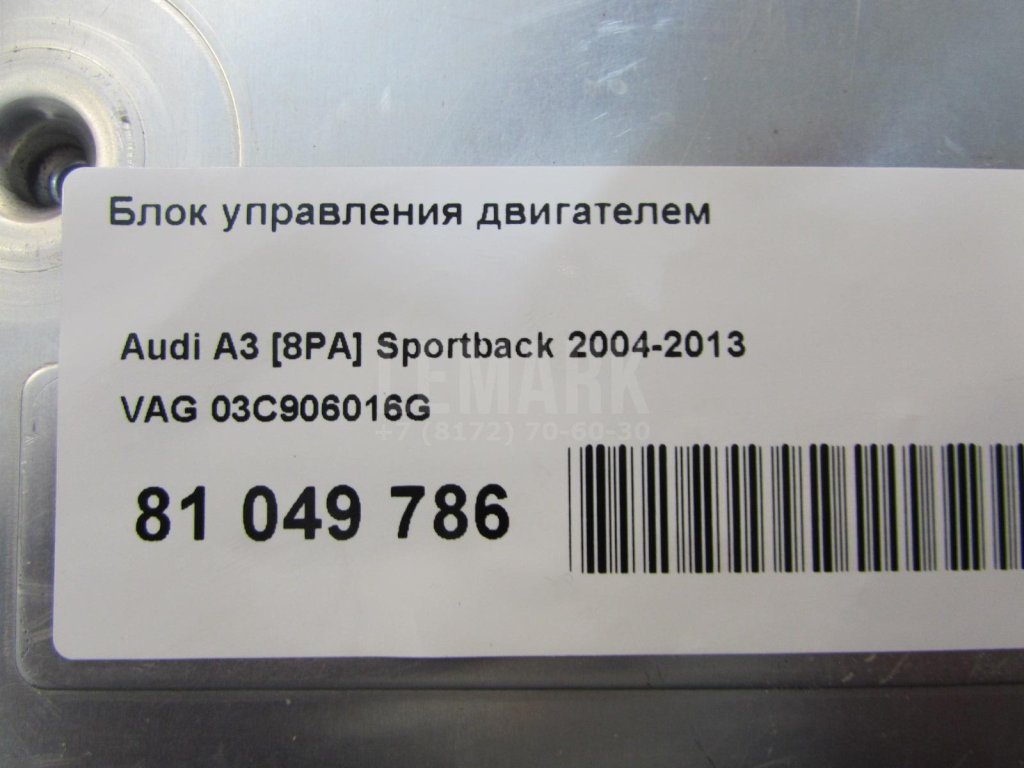 Блок управления двигателем
Audi A3 [8PA] Sportback 2004-2013
LEMARK
VAG 03C906016G
+7 (8172) 70-60-30
81 049 786